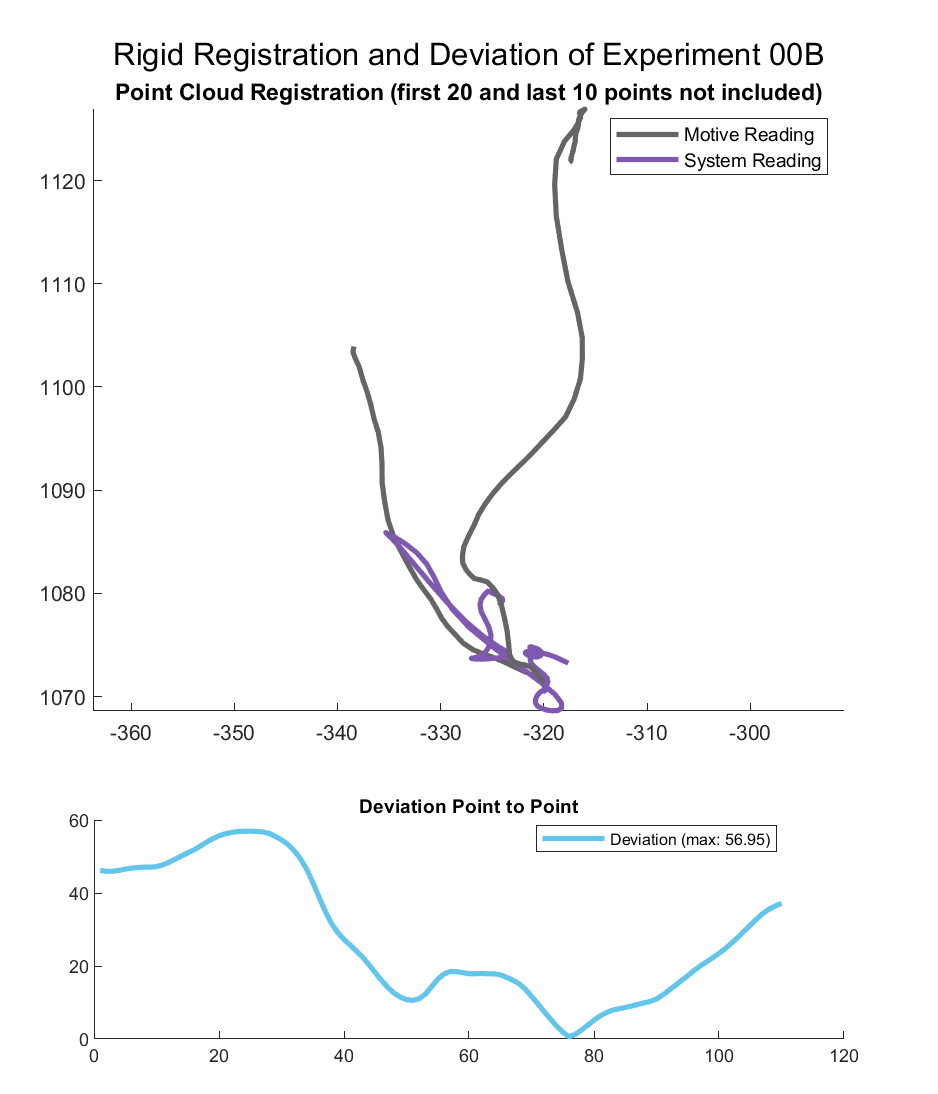 Rigid Registration and Deviation of Experiment 00B
Point Cloud Registration (first 20 and last 10 points not included)
Motive Reading
System Reading
1120
1110
1100
1090
1080
1070
-360 -350 -340 -330 -320 -310 -300
Deviation Point to Point
Deviation (max: 56.95)
60
40
20
0
0 20 40 60 80 100 120